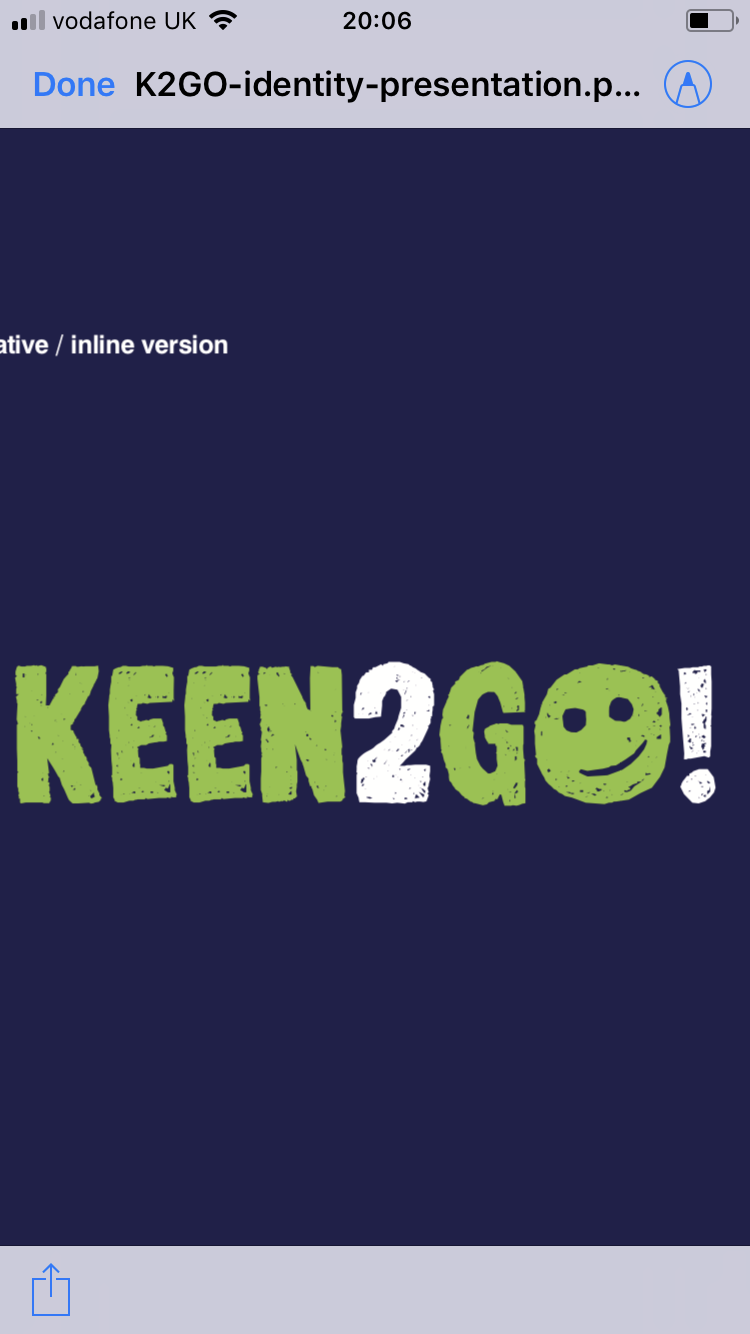 vodafone UK 20:06
Done K2GO-identity-presentation.p...
ative / inline version
KEEN2GO!